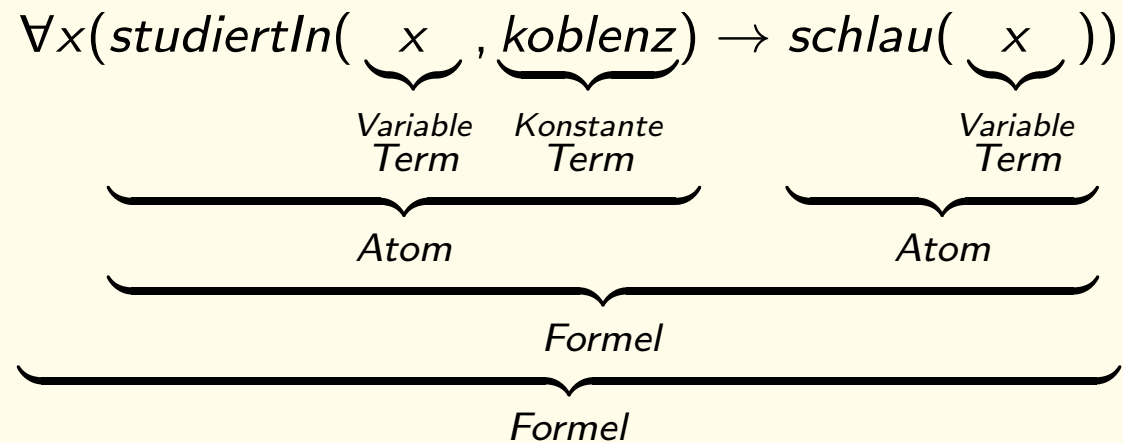 ∀x(studiertIn( x , koblenz) → schlau( x ))
Variable Konstante Variable
Term Term Term
Atom Atom
Formel
Formel